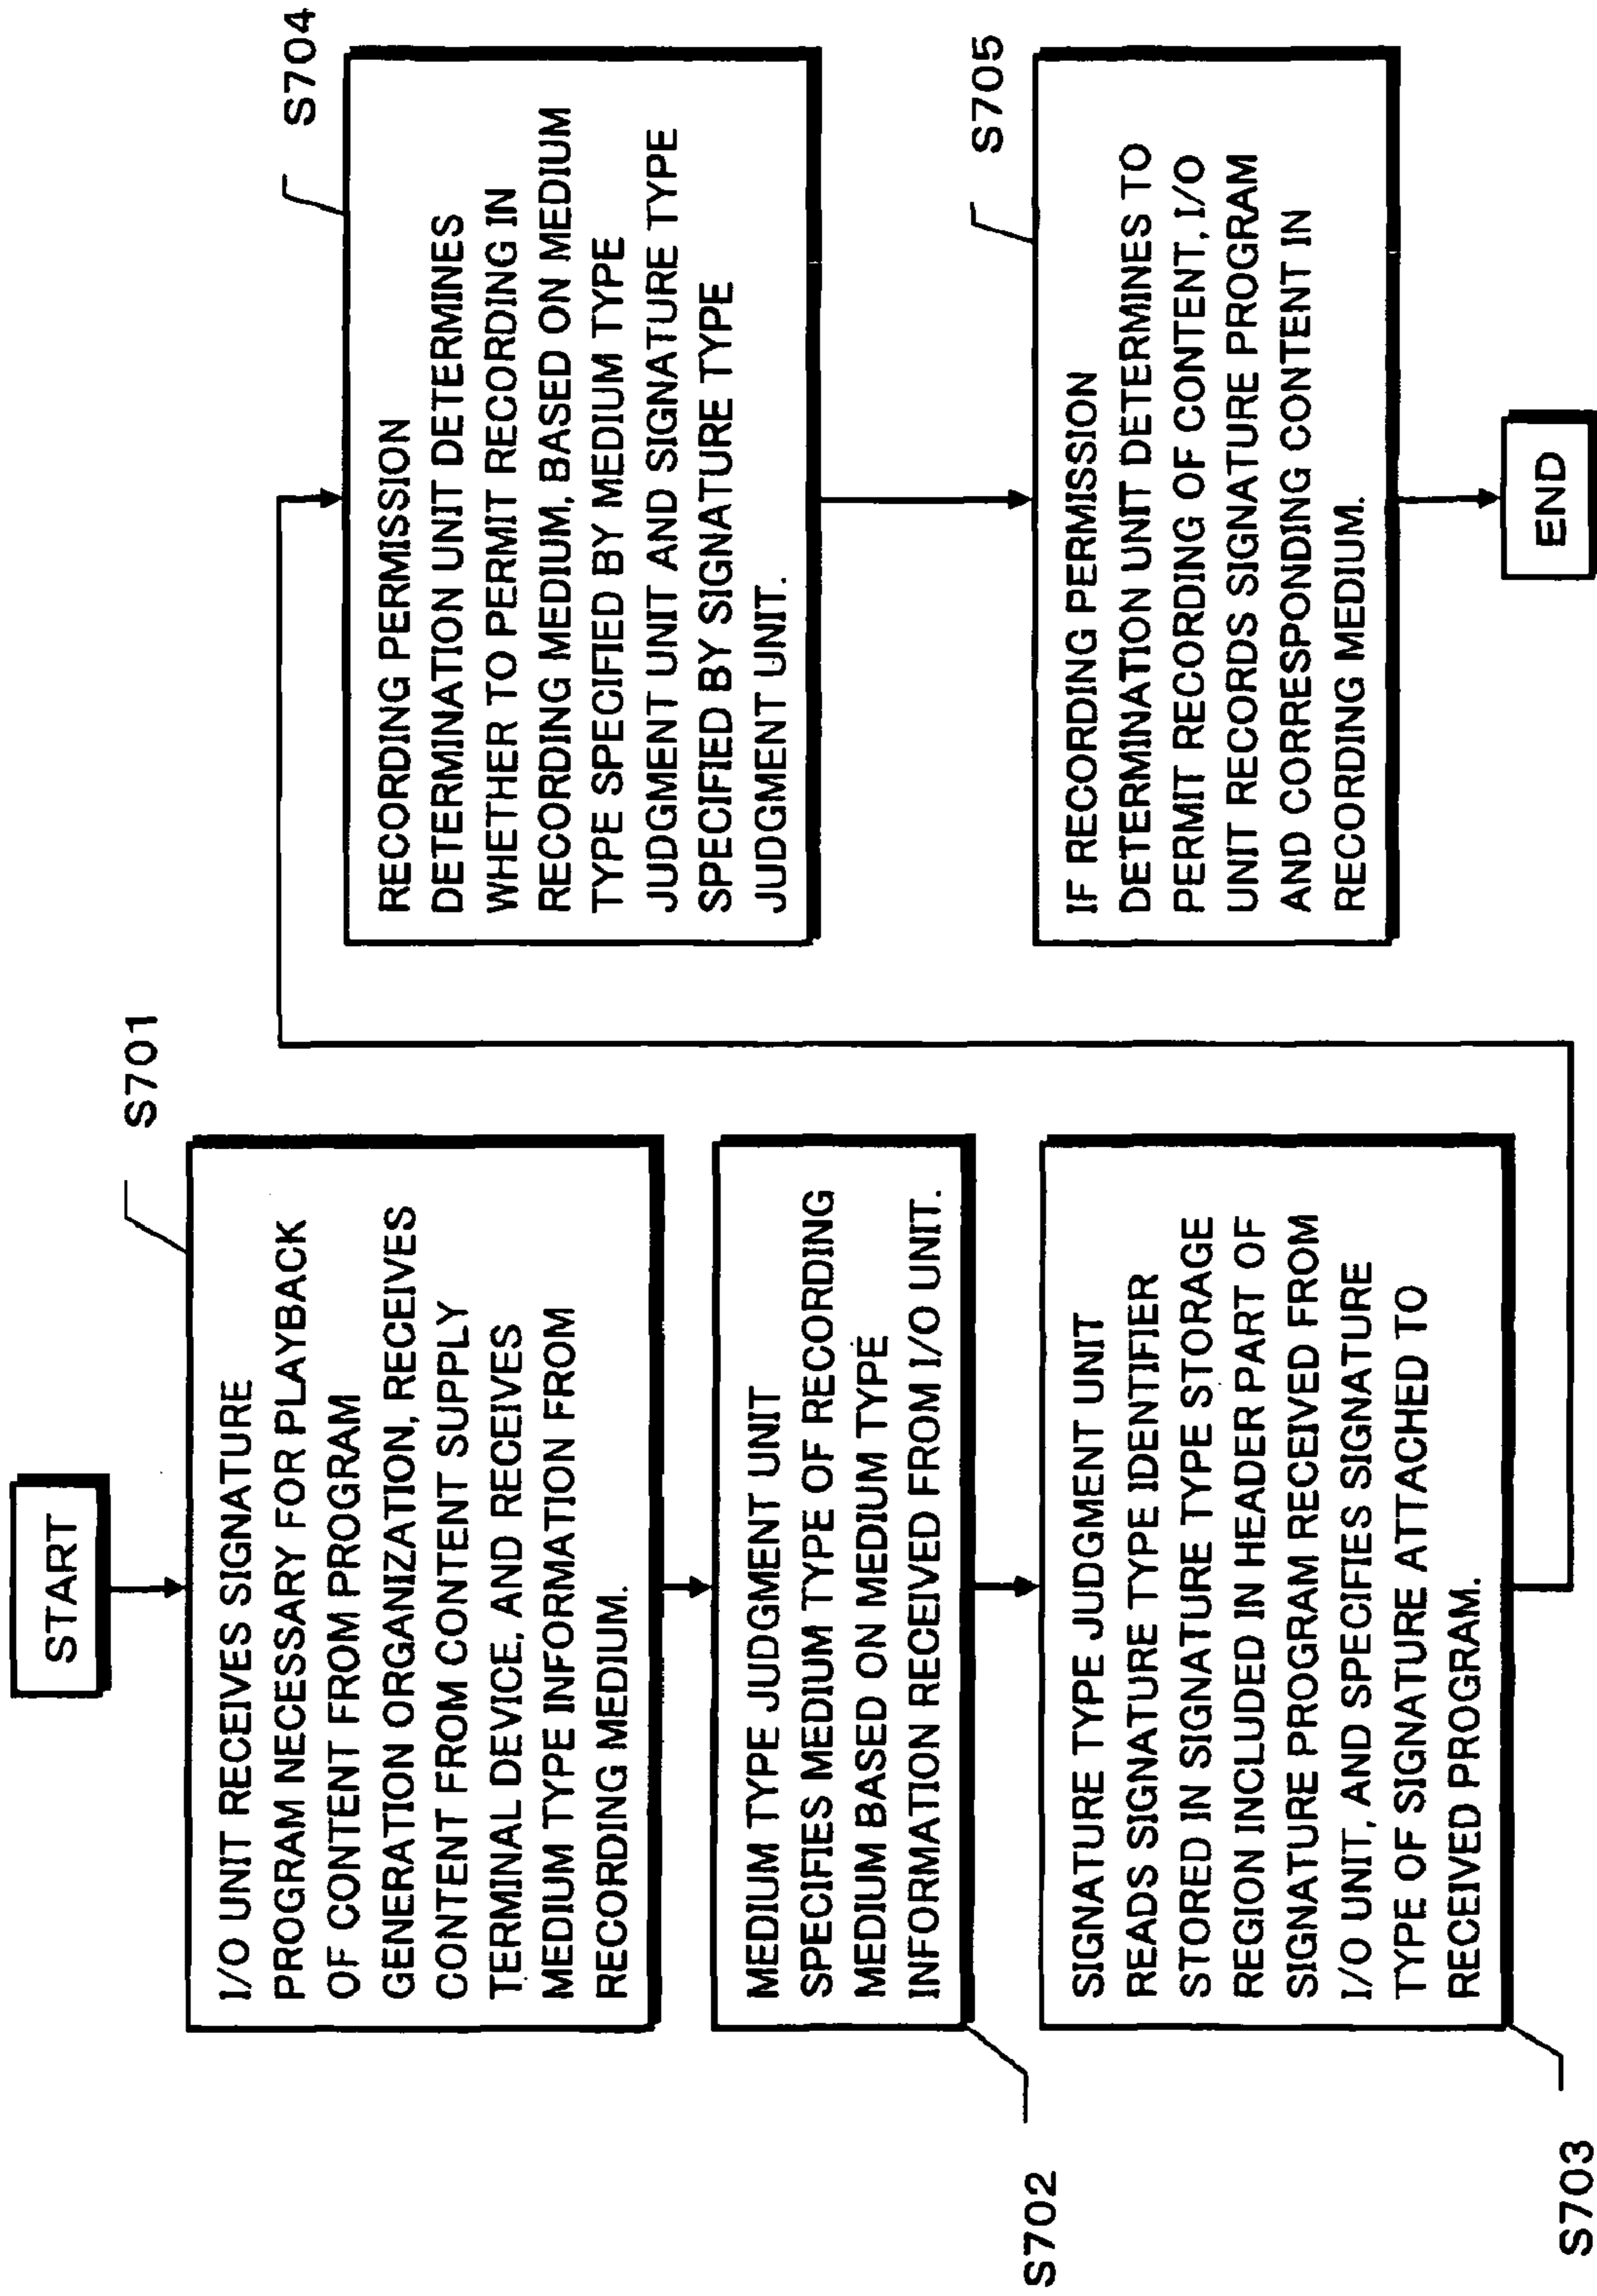 START
S701
I/O UNIT RECEIVES SIGNATURE
PROGRAM NECESSARY FOR PLAYBACK
OF CONTENT FROM PROGRAM
GENERATION ORGANIZATION, RECEIVES
CONTENT FROM CONTENT SUPPLY
TERMINAL DEVICE, AND RECEIVES
MEDIUM TYPE INFORMATION FROM
RECORDING MEDIUM.
S702
MEDIUM TYPE JUDGMENT UNIT
SPECIFIES MEDIUM TYPE OF RECORDING
MEDIUM BASED ON MEDIUM TYPE
INFORMATION RECEIVED FROM I/O UNIT.
S703
SIGNATURE TYPE JUDGMENT UNIT
READS SIGNATURE TYPE IDENTIFIER
STORED IN SIGNATURE TYPE STORAGE
REGION INCLUDED IN HEADER PART OF
SIGNATURE PROGRAM RECEIVED FROM
I/O UNIT, AND SPECIFIES SIGNATURE
TYPE OF SIGNATURE ATTACHED TO
RECEIVED PROGRAM.
S704
RECORDING PERMISSION
DETERMINATION UNIT DETERMINES
WHETHER TO PERMIT RECORDING IN
RECORDING MEDIUM, BASED ON MEDIUM
TYPE SPECIFIED BY MEDIUM TYPE
JUDGMENT UNIT AND SIGNATURE TYPE
SPECIFIED BY SIGNATURE TYPE
JUDGMENT UNIT.
S705
IF RECORDING PERMISSION
DETERMINATION UNIT DETERMINES TO
PERMIT RECORDING OF CONTENT, I/O
UNIT RECORDS SIGNATURE PROGRAM
AND CORRESPONDING CONTENT IN
RECORDING MEDIUM.
END